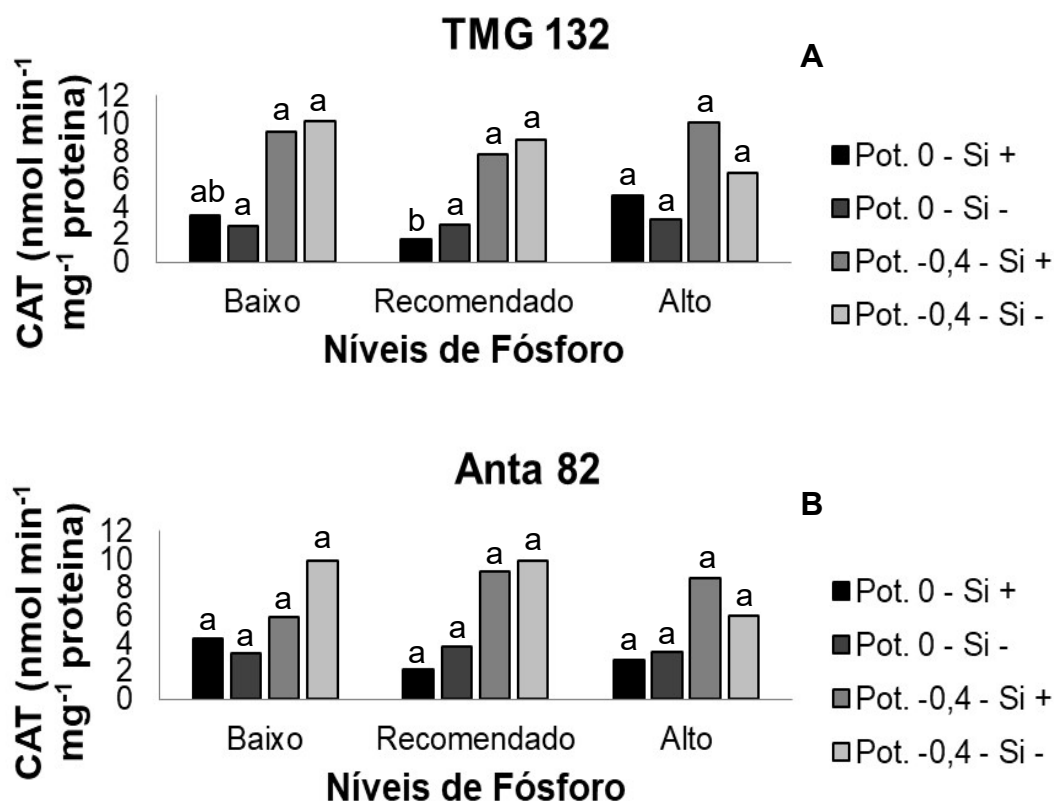 TMG 132
A
CAT (nmol min⁻¹
mg⁻¹ proteina)
12
10
8
6
4
2
0
ab a a a
b a a a
a a a a
Baixo Recomendado Alto
Níveis de Fósforo
Pot. 0 - Si +
Pot. 0 - Si -
Pot. -0,4 - Si +
Pot. -0,4 - Si -
Anta 82
B
CAT (nmol min⁻¹
mg⁻¹ proteina)
12
10
8
6
4
2
0
a a a a
a a a a
a a a a
Baixo Recomendado Alto
Níveis de Fósforo
Pot. 0 - Si +
Pot. 0 - Si -
Pot. -0,4 - Si +
Pot. -0,4 - Si -